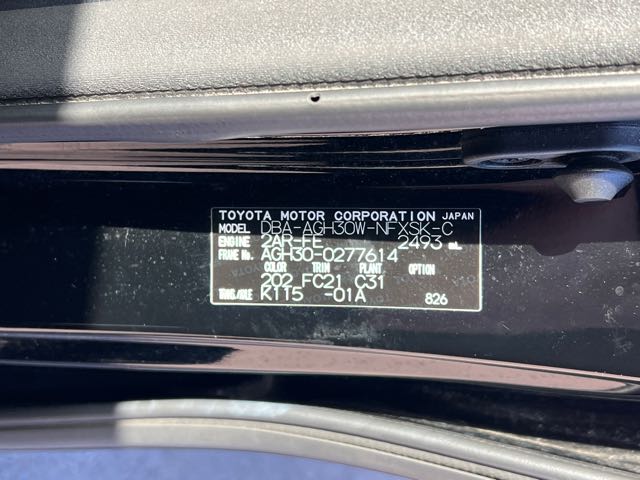 TOYOTA MOTOR CORPORATION JAPAN
MODEL DBA-AGH30W-NFXSK-C
ENGINE 2AR-FE 2493 mL
FRAME No. AGH30-0277614
COLOR TRIM PLANT OPTION
202 FC21 C31
TRANS/AXLE K115 -01A 826